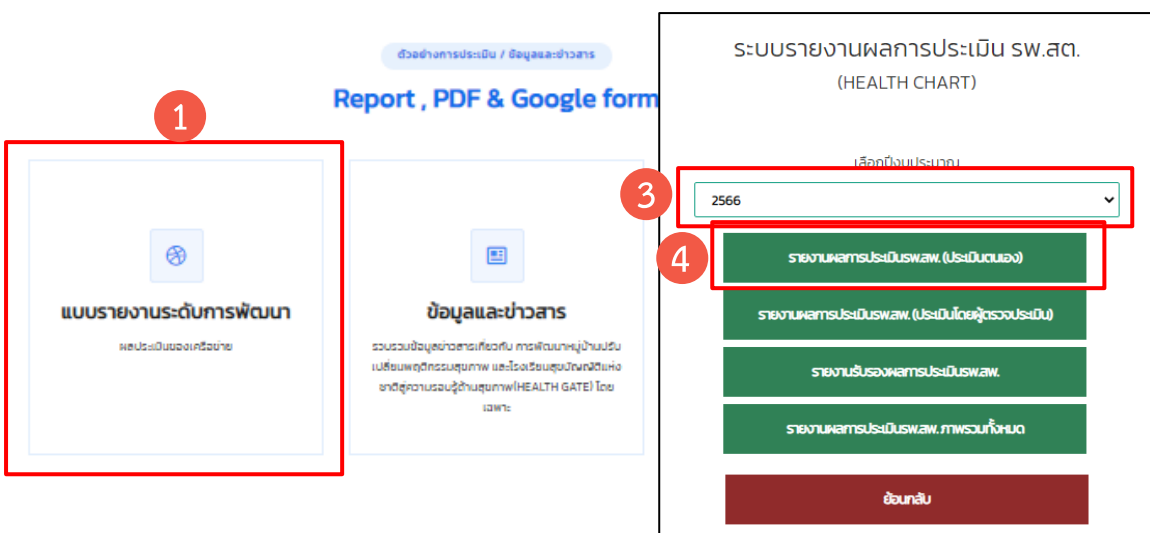 ตัวอย่างการประเมิน / ข้อมูลและข่าวสาร
Report , PDF & Google form
1
แบบรายงานระดับการพัฒนา
ผลประเมินของเครือข่าย
ข้อมูลและข่าวสาร
รวบรวมข้อมูลข่าวสารเกี่ยวกับ การพัฒนาหมู่บ้านปรับ
เปลี่ยนพฤติกรรมสุขภาพ และโรงเรียนสุขบัญญัติแห่ง
ชาติสู่ความรอบรู้ด้านสุขภาพ(HEALTH GATE) โดย
เฉพาะ
ระบบรายงานผลการประเมิน รพ.สต.
(HEALTH CHART)
เลือกปีงบประมาณ
3
2566
4
รายงานผลการประเมินรพ.สพ. (ประเมินตนเอง)
รายงานผลการประเมินรพ.สพ. (ประเมินโดยผู้ตรวจประเมิน)
รายงานรับรองผลการประเมินรพ.สพ.
รายงานผลการประเมินรพ.สพ. ภาพรวมทั้งหมด
ย้อนกลับ